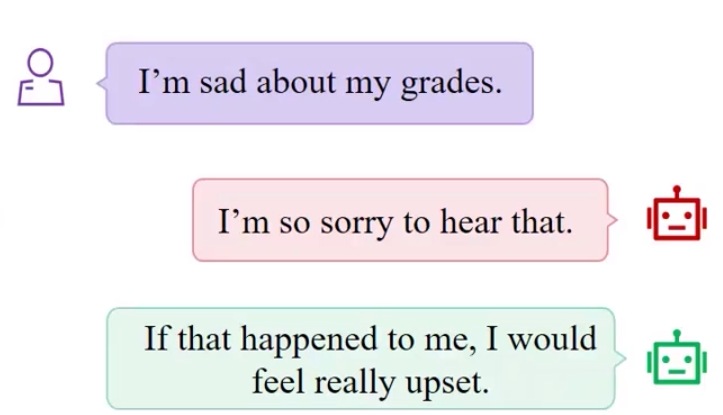 I’m sad about my grades.
I’m so sorry to hear that.
If that happened to me, I would
feel really upset.